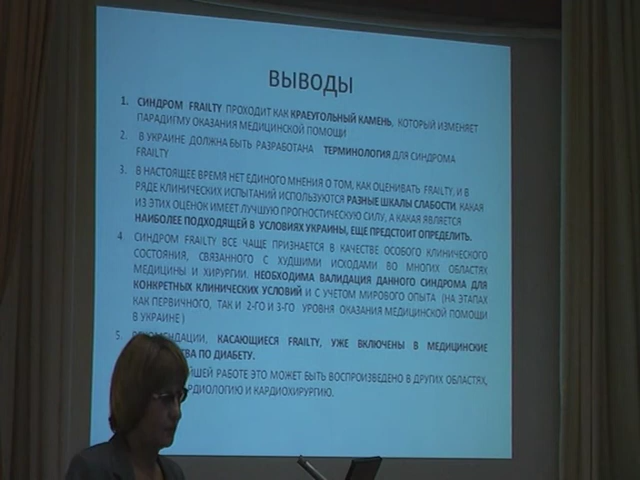 ВЫВОДЫ
1. СИНДРОМ FRAILTY ПРОХОДИТ КАК КРАЕУГОЛЬНЫЙ КАМЕНЬ, КОТОРЫЙ ИЗМЕНЯЕТ
ПАРАДИГМУ ОКАЗАНИЯ МЕДИЦИНСКОЙ ПОМОЩИ
2. В УКРАИНЕ ДОЛЖНА БЫТЬ РАЗРАБОТАНА ТЕРМИНОЛОГИЯ ДЛЯ СИНДРОМА
FRAILTY
3. В НАСТОЯЩЕЕ ВРЕМЯ НЕТ ЕДИНОГО МНЕНИЯ О ТОМ, КАК ОЦЕНИВАТЬ FRAILTY, И В
РЯДЕ КЛИНИЧЕСКИХ ИСПЫТАНИЙ ИСПОЛЬЗУЮТСЯ РАЗНЫЕ ШКАЛЫ СЛАБОСТИ КАКАЯ
ИЗ ЭТИХ ОЦЕНОК ИМЕЕТ ЛУЧШУЮ ПРОГНОСТИЧЕСКУЮ СИЛУ, А КАКАЯ ЯВЛЯЕТСЯ
НАИБОЛЕЕ ПОДХОДЯЩЕЙ В УСЛОВИЯХ УКРАИНЫ, ЕЩЕ ПРЕДСТОИТ ОПРЕДЕЛИТЬ.
4 СИНДРОМ FRAILTY ВСЕ ЧАЩЕ ПРИЗНАЕТСЯ В КАЧЕСТВЕ ОСОБОГО КЛИНИЧЕСКОГО
СОСТОЯНИЯ, СВЯЗАННОГО С ХУДШИМИ ИСХОДАМИ ВО МНОГИХ ОБЛАСТЯХ
МЕДИЦИНЫ И ХИРУРГИИ. НЕОБХОДИМА ВАЛИДАЦИЯ ДАННОГО СИНДРОМА ДЛЯ
КОНКРЕТНЫХ КЛИНИЧЕСКИХ УСЛОВИЙ И С УЧЕТОМ МИРОВОГО ОПЫТА (НА ЭТАПАХ
КАК ПЕРВИЧНОГО, ТАК И 2-ГО И 3-ГО УРОВНЯ ОКАЗАНИЯ МЕДИЦИНСКОЙ ПОМОЩИ
В УКРАИНЕ )
5. КАСАЮЩИЕСЯ FRAILTY, УЖЕ ВКЛЮЧЕНЫ В МЕДИЦИНСКИЕ
ПО ДИАБЕТУ.
РАБОТЕ ЭТО МОЖЕТ БЫТЬ ВОСПРОИЗВЕДЕНО В ДРУГИХ ОБЛАСТЯХ,
И КАРДИОХИРУРГИЮ.